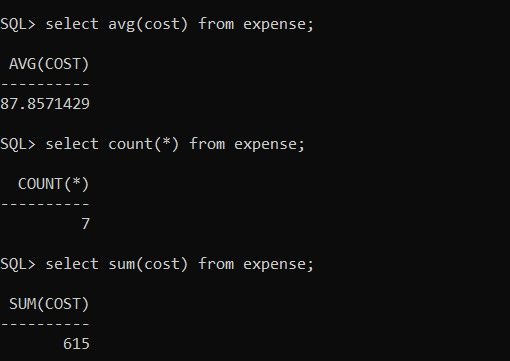 SQL> select avg(cost) from expense;
AVG(COST)
----------
87.8571429
SQL> select count(*) from expense;
COUNT(*)
----------
7
SQL> select sum(cost) from expense;
SUM(COST)
----------
615